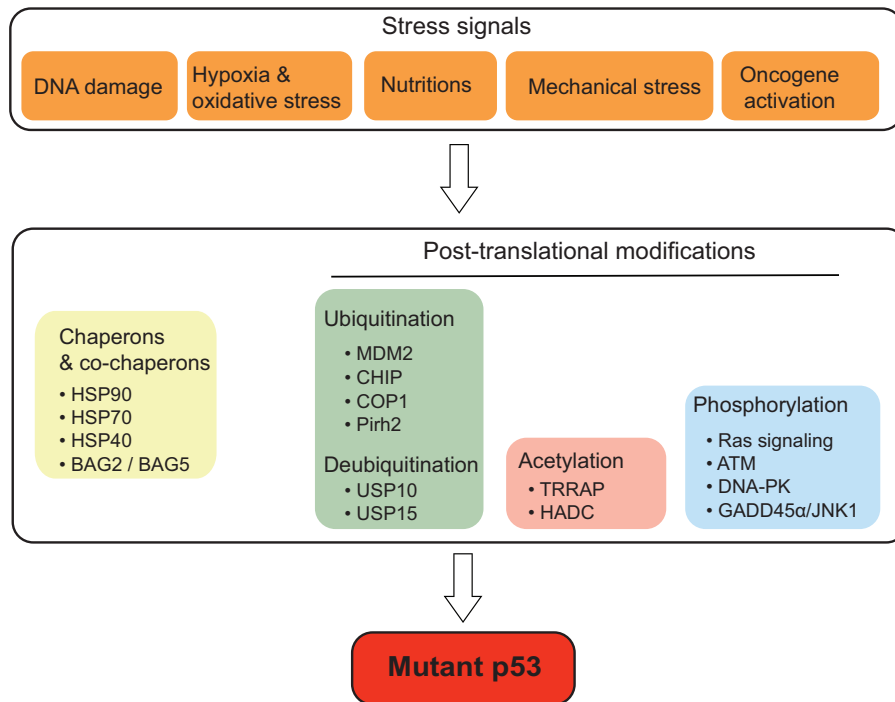 Stress signals
DNA damage
Hypoxia &
oxidative stress
Nutritions
Mechanical stress
Oncogene
activation
Post-translational modifications
Chaperons
& co-chaperons
• HSP90
• HSP70
• HSP40
• BAG2 / BAG5
Ubiquitination
• MDM2
• CHIP
• COP1
• Pirh2
Deubiquitination
• USP10
• USP15
Acetylation
• TRRAP
• HADC
Phosphorylation
• Ras signaling
• ATM
• DNA-PK
• GADD45α/JNK1
Mutant p53